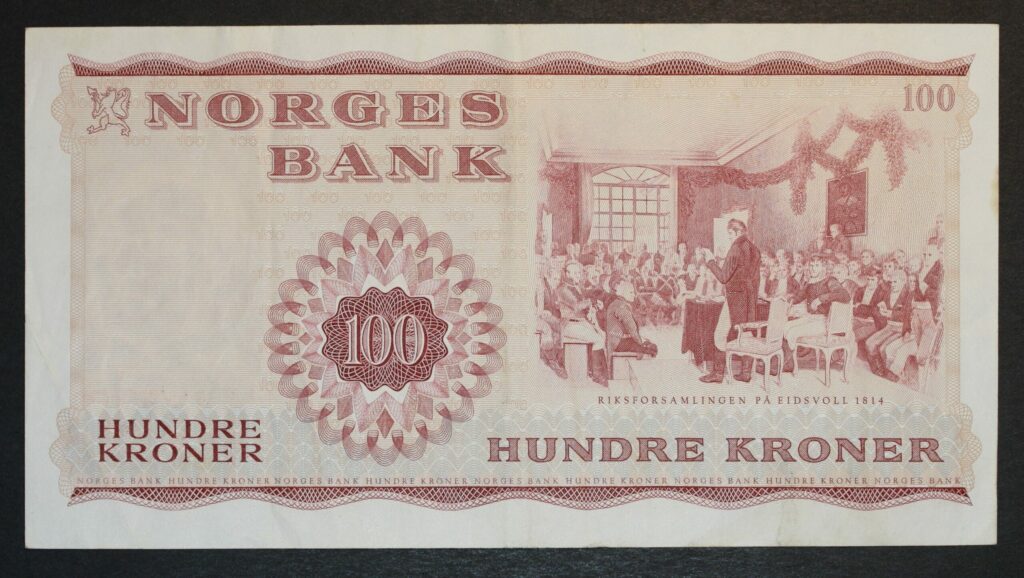 NORGES
BANK
100
100
RIKSFORSAMLINGEN PÅ EIDSVOLL 1814
HUNDRE
KRONER
HUNDRE KRONER
NORGES BANK HUNDRE KRONER NORGES BANK HUNDRE KRONER NORGES BANK HUNDRE KRONER NORGES BANK HUNDRE KRONER NORGES BANK